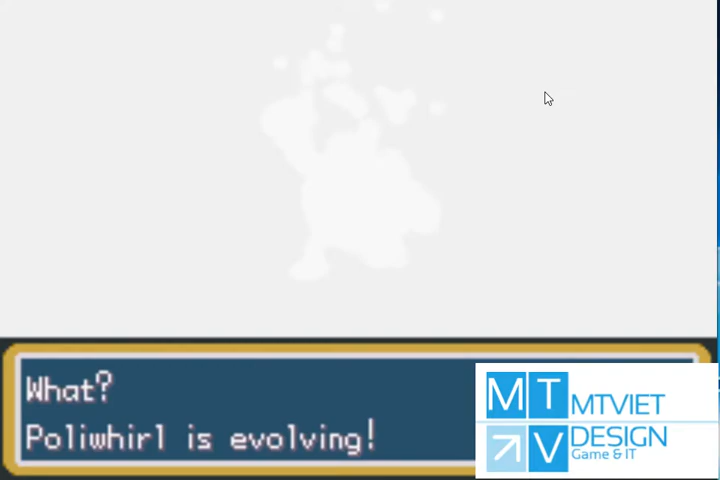 What?
Poliwhirl is evolving!
MT MTVIET
V DESIGN
Game & IT